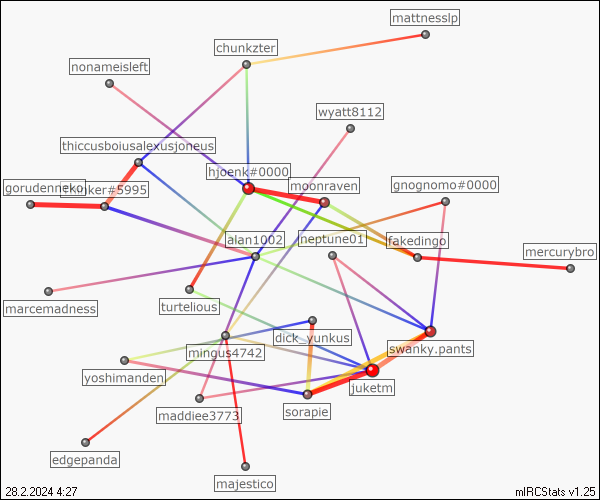 mattnesslp
chunkzter
nonameisleft
wyatt8112
thiccusboiusalexusjoneus
hjoenk#0000
moonraven
gnognomo#0000
gorudenneko
#5995
alan1002
neptune01
fakedingo
mercurybro
marcemadness
turtelious
dick_yunkus
swanky.pants
mingus4742
yoshimanden
juketm
maddiee3773
sorapie
edgepanda
majestico
28.2.2024 4:27
mIRCStats v1.25